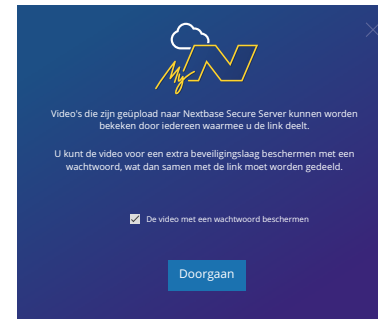 My N
Video's die zijn geüpload naar Nextbase Secure Server kunnen worden
bekeken door iedereen waarmee u de link deelt.
U kunt de video voor een extra beveiligingslaag beschermen met een
wachtwoord, wat dan samen met de link moet worden gedeeld.
De video met een wachtwoord beschermen
Doorgaan